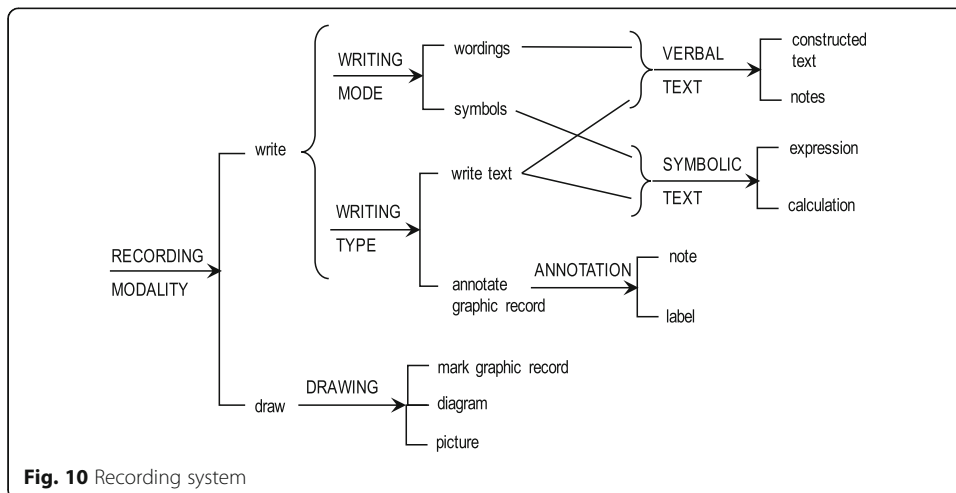 RECORDING
MODALITY
write
WRITING
MODE
wordings
symbols
WRITING
TYPE
write text
annotate
graphic record
VERBAL
TEXT
constructed
text
notes
SYMBOLIC
TEXT
expression
calculation
ANNOTATION
note
label
draw
DRAWING
mark graphic record
diagram
picture
Fig. 10 Recording system